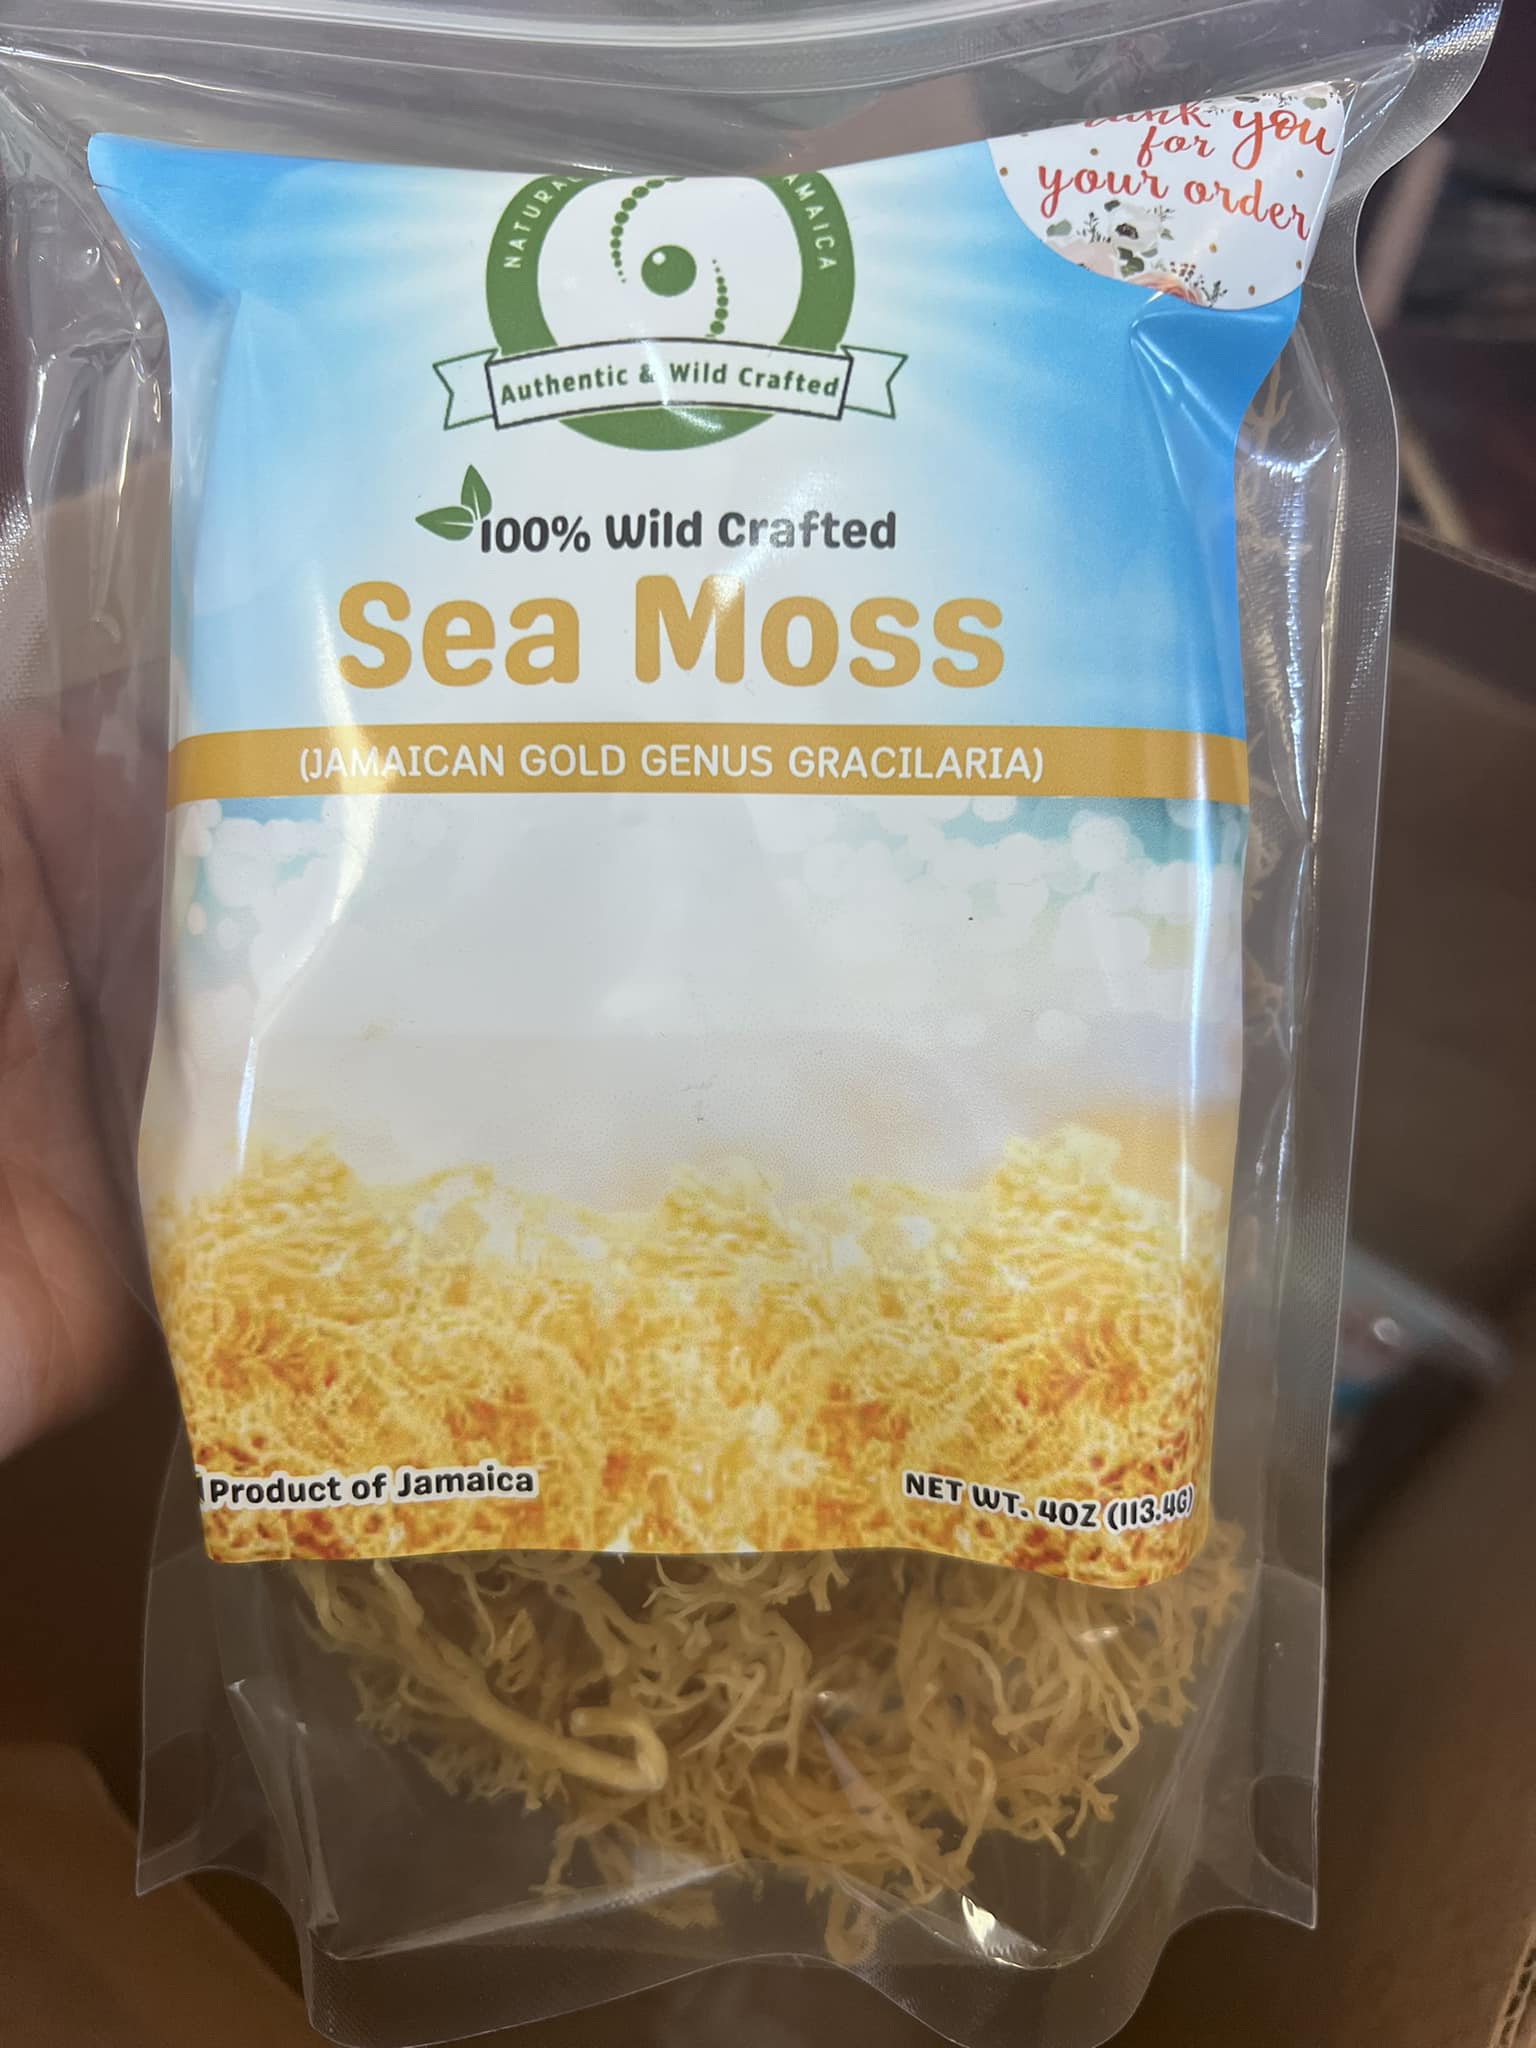 for you
your order
NATURAL
JAMAICA
Authentic & Wild Crafted
100% Wild Crafted
Sea Moss
(JAMAICAN GOLD GENUS GRACILARIA)
Product of Jamaica
NET WT. 4OZ (113.4G)